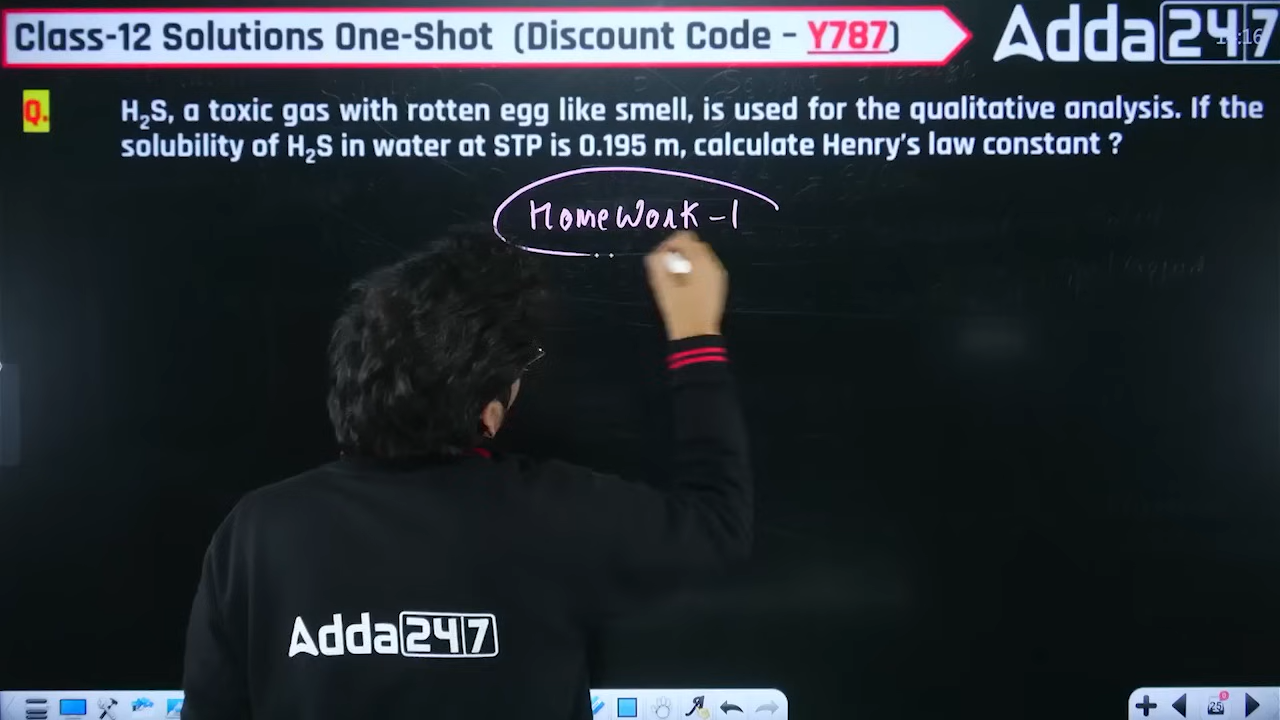 Class-12 Solutions One-Shot (Discount Code - Y787)
Adda247
Q. H₂S, a toxic gas with rotten egg like smell, is used for the qualitative analysis. If the
solubility of H₂S in water at STP is 0.195 m, calculate Henry's law constant ?
HomeWork-1
Adda247
25